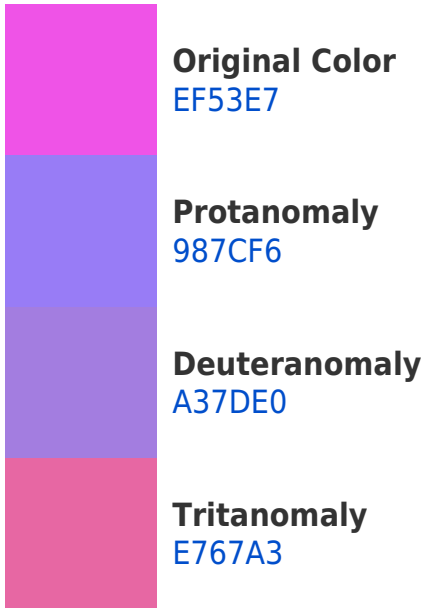 Original Color
EF53E7
Protanomaly
987CF6
Deuteranomaly
A37DE0
Tritanomaly
E767A3